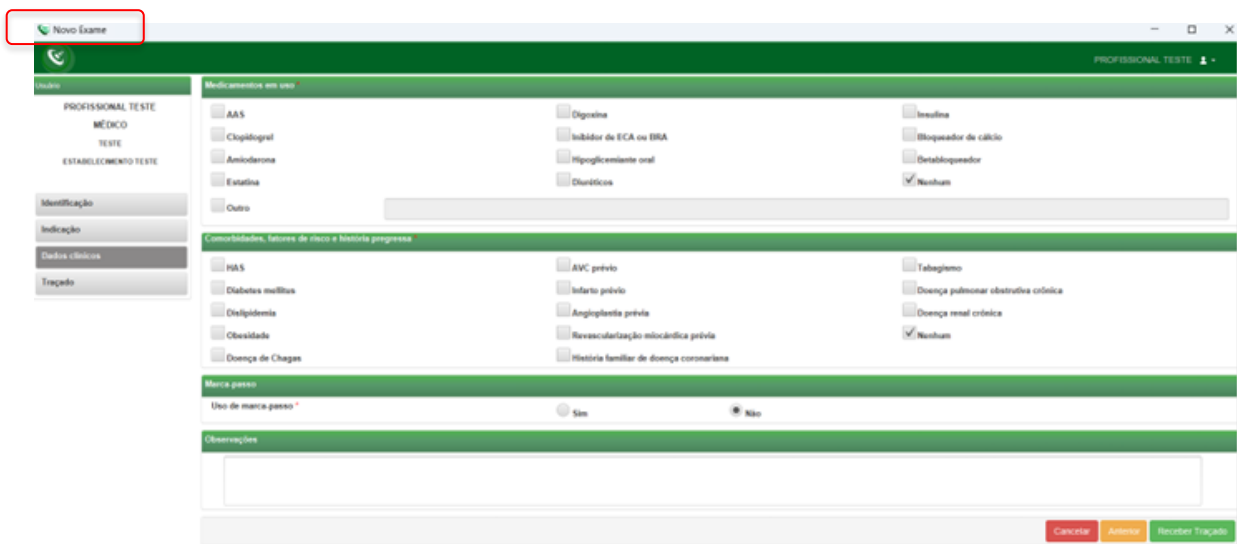 Novo Exame
PROFISSIONAL TESTE
Usuário
PROFISSIONAL TESTE
MÉDICO
TESTE
ESTABELECIMENTO TESTE
Identificação
Indicação
Dados clínicos
Traçado
Medicamentos em uso *
AAS Digoxina Insulina
Clopidogrel Inibidor de ECA ou BRA Bloqueador de cálcio
Amiodarona Hipoglicemiante oral Betabloqueador
Estatina Diuréticos Nenhum
Outro
Comorbidades, fatores de risco e história pregressa *
HAS AVC prévio Tabagismo
Diabetes mellitus Infarto prévio Doença pulmonar obstrutiva crônica
Dislipidemia Angioplastia prévia Doença renal crônica
Obesidade Revascularização miocárdica prévia Nenhum
Doença de Chagas História familiar de doença coronariana
Marca-passo
Uso de marca-passo * Sim Não
Observações
Cancelar Anterior Receber Traçado